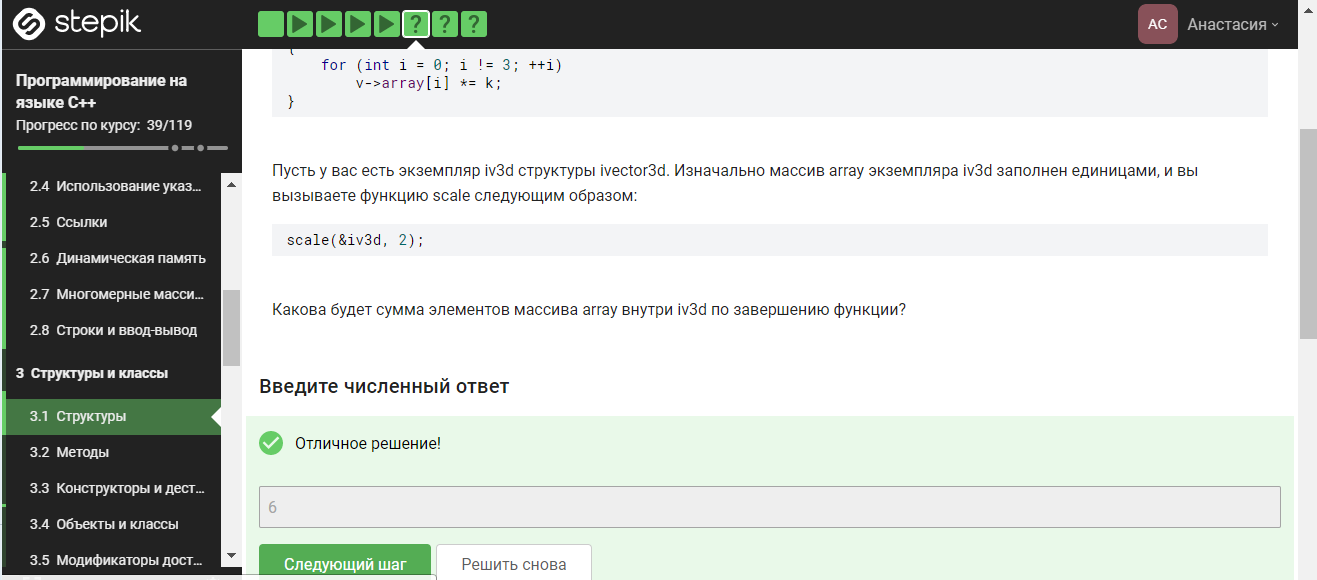 stepik
? ? ?
АС
Анастасия
Программирование на
языке C++
Прогресс по курсу: 39/119
2.4 Использование указ...
2.5 Ссылки
2.6 Динамическая память
2.7 Многомерные масси...
2.8 Строки и ввод-вывод
3 Структуры и классы
3.1 Структуры
3.2 Методы
3.3 Конструкторы и дест...
3.4 Объекты и классы
3.5 Модификаторы дост...
{
for (int i = 0; i != 3; ++i)
v->array[i] *= k;
}
Пусть у вас есть экземпляр iv3d структуры ivector3d. Изначально массив array экземпляра iv3d заполнен единицами, и вы
вызываете функцию scale следующим образом:
scale(&iv3d, 2);
Какова будет сумма элементов массива array внутри iv3d по завершению функции?
Введите численный ответ
Отличное решение!
6
Следующий шаг
Решить снова